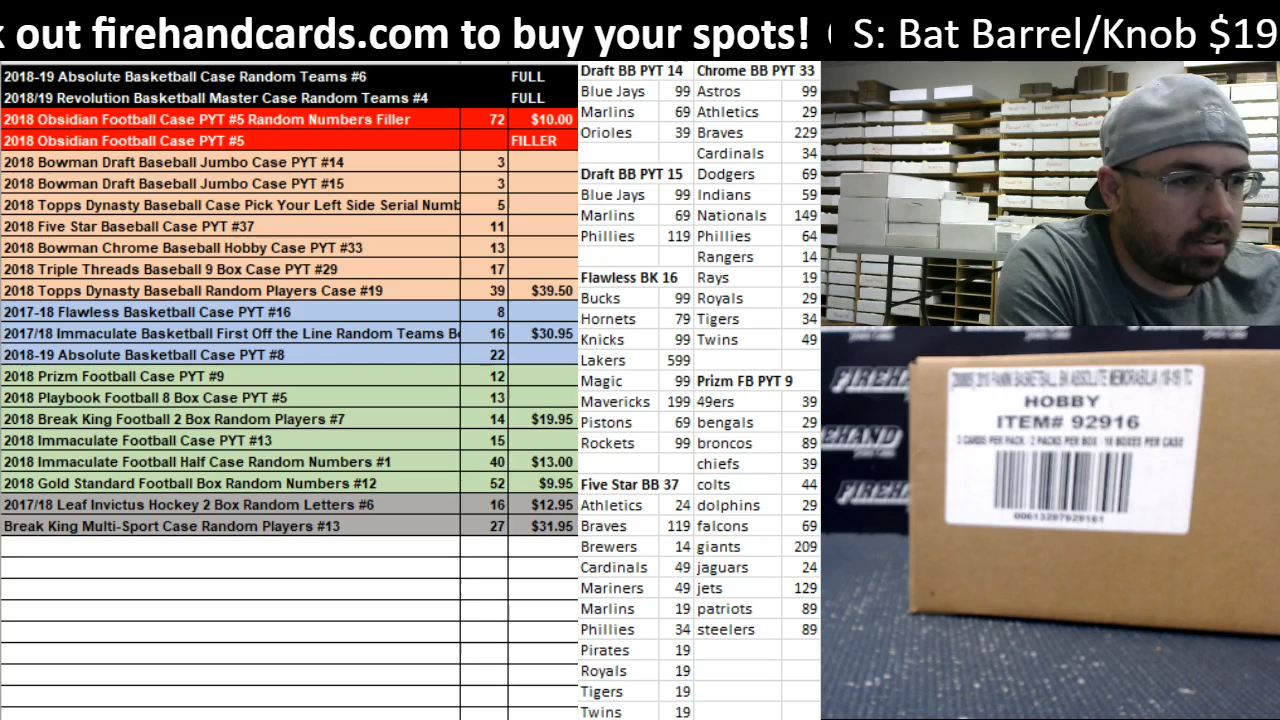 k out firehandcards.com to buy your spots!
S: Bat Barrel/Knob $19
2018-19 Absolute Basketball Case Random Teams #6 FULL
2018/19 Revolution Basketball Master Case Random Teams #4 FULL
2018 Obsidian Football Case PYT #5 Random Numbers Filler 72 $10.00
2018 Obsidian Football Case PYT #5 FILLER
2018 Bowman Draft Baseball Jumbo Case PYT #14 3
2018 Bowman Draft Baseball Jumbo Case PYT #15 3
2018 Topps Dynasty Baseball Case Pick Your Left Side Serial Numb 5
2018 Five Star Baseball Case PYT #37 11
2018 Bowman Chrome Baseball Hobby Case PYT #33 13
2018 Triple Threads Baseball 9 Box Case PYT #29 17
2018 Topps Dynasty Baseball Random Players Case #19 39 $39.50
2017-18 Flawless Basketball Case PYT #16 8
2017/18 Immaculate Basketball First Off the Line Random Teams Bo 16 $30.95
2018-19 Absolute Basketball Case PYT #8 22
2018 Prizm Football Case PYT #9 12
2018 Playbook Football 8 Box Case PYT #5 13
2018 Break King Football 2 Box Random Players #7 14 $19.95
2018 Immaculate Football Case PYT #13 15
2018 Immaculate Football Half Case Random Numbers #1 40 $13.00
2018 Gold Standard Football Box Random Numbers #12 52 $9.95
2017/18 Leaf Invictus Hockey 2 Box Random Letters #6 16 $12.95
Break King Multi-Sport Case Random Players #13 27 $31.95
Draft BB PYT 14
Blue Jays 99
Marlins 69
Orioles 39
Draft BB PYT 15
Blue Jays 99
Marlins 69
Phillies 119
Flawless BK 16
Bucks 99
Hornets 79
Knicks 99
Lakers 599
Magic 99
Mavericks 199
Pistons 69
Rockets 99
Five Star BB 37
Athletics 24
Braves 119
Brewers 14
Cardinals 49
Mariners 49
Marlins 19
Phillies 34
Pirates 19
Royals 19
Tigers 19
Twins 19
Chrome BB PYT 33
Astros 99
Athletics 29
Braves 229
Cardinals 34
Dodgers 69
Indians 59
Nationals 149
Phillies 64
Rangers 14
Rays 19
Royals 29
Tigers 34
Twins 49
Prizm FB PYT 9
49ers 39
bengals 29
broncos 89
chiefs 39
colts 44
dolphins 29
falcons 69
giants 209
jaguars 24
jets 129
patriots 89
steelers 89
FIREHAND
HOBBY
ITEM# 92916
3 CARDS PER PACK 2 PACKS PER BOX 10 BOXES PER CASE